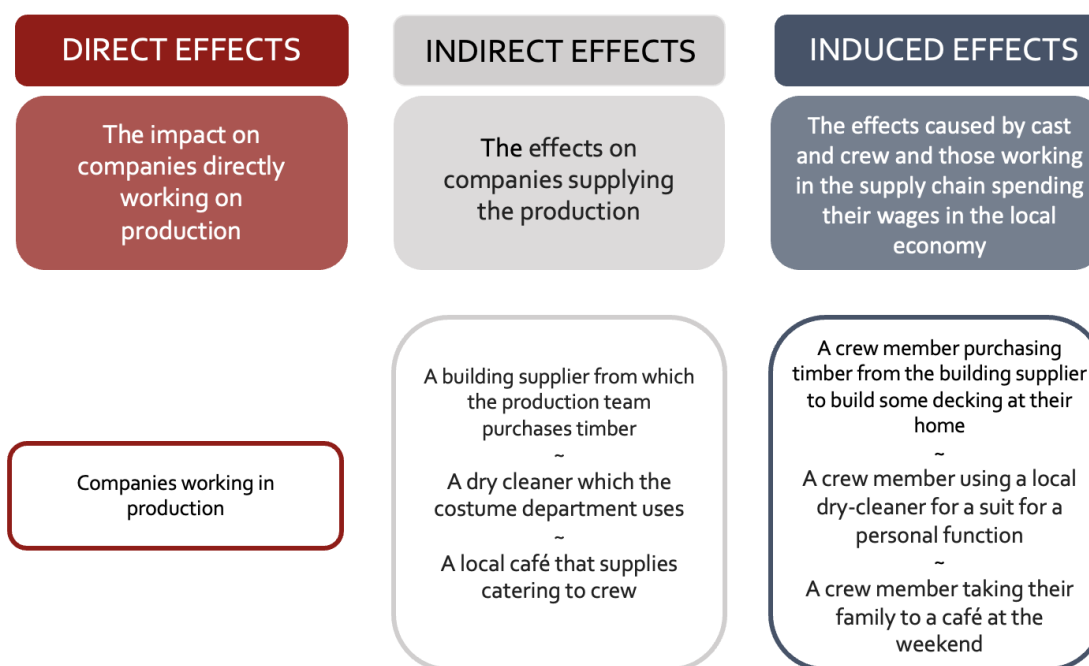 DIRECT EFFECTS
The impact on
companies directly
working on
production
Companies working in
production
INDIRECT EFFECTS
The effects on
companies supplying
the production
A building supplier from which
the production team
purchases timber
~
A dry cleaner which the
costume department uses
~
A local café that supplies
catering to crew
INDUCED EFFECTS
The effects caused by cast
and crew and those working
in the supply chain spending
their wages in the local
economy
A crew member purchasing
timber from the building supplier
to build some decking at their
home
~
A crew member using a local
dry-cleaner for a suit for a
personal function
~
A crew member taking their
family to a café at the
weekend